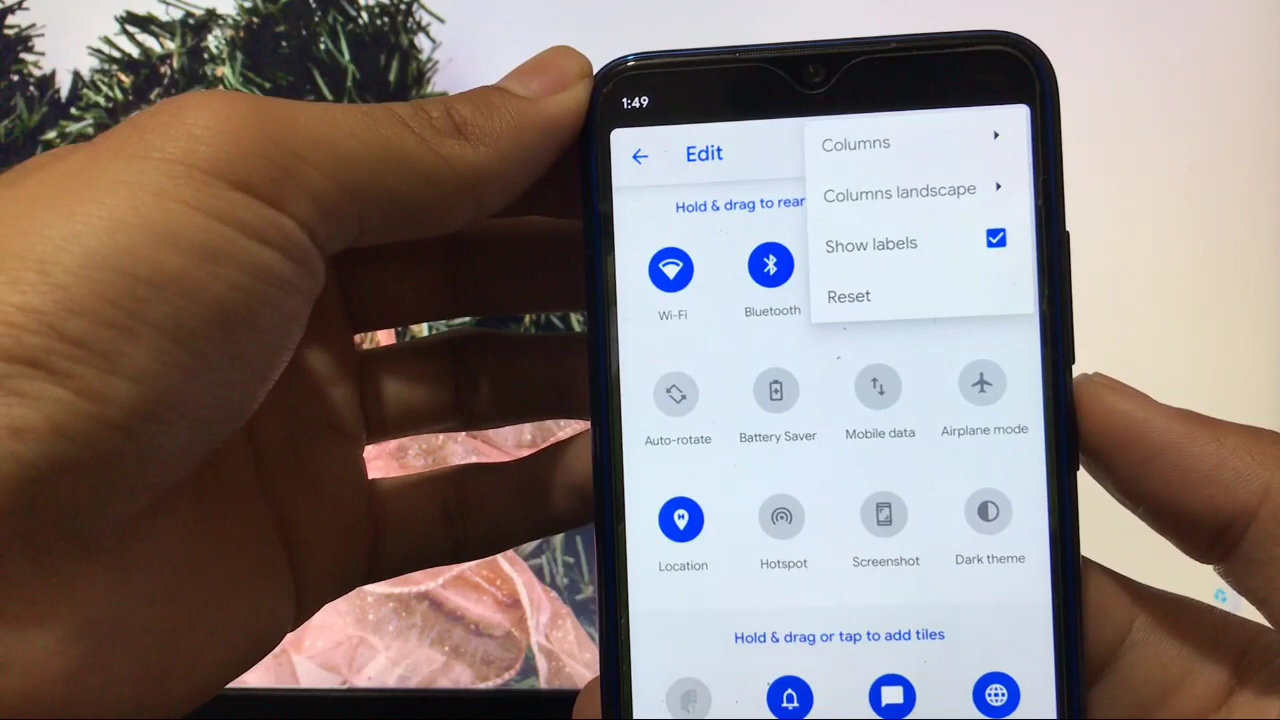 1:49
Edit
Columns
Columns landscape
Hold & drag to rear
Show labels
Reset
Wi-Fi
Bluetooth
Auto-rotate
Battery Saver
Mobile data
Airplane mode
Location
Hotspot
Screenshot
Dark theme
Hold & drag or tap to add tiles